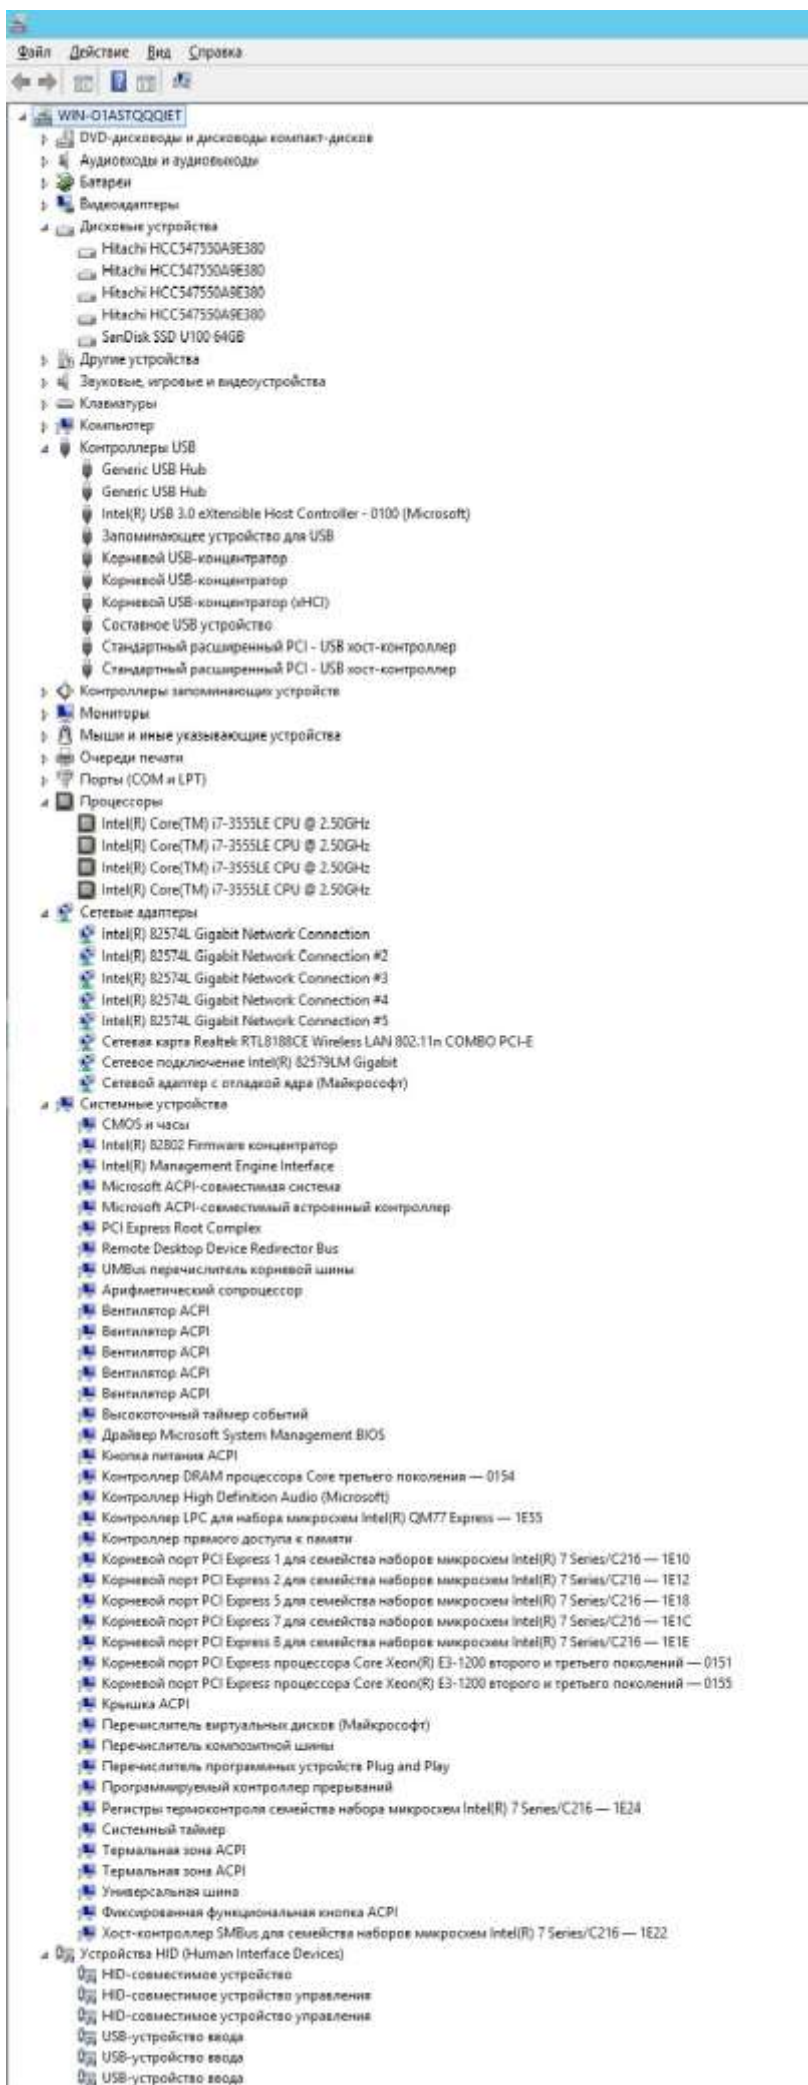 Файл Действие Вид Справка
WIN-O1ASTQQQIET
DVD-дисководы и дисководы компакт-дисков
Аудиовходы и аудиовыходы
Батареи
Видеоадаптеры
Дисковые устройства
Hitachi HCC547550A9E380
Hitachi HCC547550A9E380
Hitachi HCC547550A9E380
Hitachi HCC547550A9E380
SanDisk SSD U100 64GB
Другие устройства
Звуковые, игровые и видеоустройства
Клавиатуры
Компьютер
Контроллеры USB
Generic USB Hub
Generic USB Hub
Intel(R) USB 3.0 eXtensible Host Controller - 0100 (Microsoft)
Запоминающее устройство для USB
Корневой USB-концентратор
Корневой USB-концентратор
Корневой USB-концентратор (xHCI)
Составное USB устройство
Стандартный расширенный PCI - USB хост-контроллер
Стандартный расширенный PCI - USB хост-контроллер
Контроллеры запоминающих устройств
Мониторы
Мыши и иные указывающие устройства
Очереди печати
Порты (COM и LPT)
Процессоры
Intel(R) Core(TM) i7-3555LE CPU @ 2.50GHz
Intel(R) Core(TM) i7-3555LE CPU @ 2.50GHz
Intel(R) Core(TM) i7-3555LE CPU @ 2.50GHz
Intel(R) Core(TM) i7-3555LE CPU @ 2.50GHz
Сетевые адаптеры
Intel(R) 82574L Gigabit Network Connection
Intel(R) 82574L Gigabit Network Connection #2
Intel(R) 82574L Gigabit Network Connection #3
Intel(R) 82574L Gigabit Network Connection #4
Intel(R) 82574L Gigabit Network Connection #5
Сетевая карта Realtek RTL8188CE Wireless LAN 802.11n COMBO PCI-E
Сетевое подключение Intel(R) 82579LM Gigabit
Сетевой адаптер с отладкой ядра (Майкрософт)
Системные устройства
CMOS и часы
Intel(R) 82802 Firmware концентратор
Intel(R) Management Engine Interface
Microsoft ACPI-совместимая система
Microsoft ACPI-совместимый встроенный контроллер
PCI Express Root Complex
Remote Desktop Device Redirector Bus
UMBus перечислитель корневой шины
Арифметический сопроцессор
Вентилятор ACPI
Вентилятор ACPI
Вентилятор ACPI
Вентилятор ACPI
Вентилятор ACPI
Высокоточный таймер событий
Драйвер Microsoft System Management BIOS
Кнопка питания ACPI
Контроллер DRAM процессора Core третьего поколения — 0154
Контроллер High Definition Audio (Microsoft)
Контроллер LPC для набора микросхем Intel(R) QM77 Express — 1E55
Контроллер прямого доступа к памяти
Корневой порт PCI Express 1 для семейства наборов микросхем Intel(R) 7 Series/C216 — 1E10
Корневой порт PCI Express 2 для семейства наборов микросхем Intel(R) 7 Series/C216 — 1E12
Корневой порт PCI Express 5 для семейства наборов микросхем Intel(R) 7 Series/C216 — 1E18
Корневой порт PCI Express 7 для семейства наборов микросхем Intel(R) 7 Series/C216 — 1E1C
Корневой порт PCI Express 8 для семейства наборов микросхем Intel(R) 7 Series/C216 — 1E1E
Корневой порт PCI Express процессора Core Xeon(R) E3-1200 второго и третьего поколений — 0151
Корневой порт PCI Express процессора Core Xeon(R) E3-1200 второго и третьего поколений — 0155
Крышка ACPI
Перечислитель виртуальных дисков (Майкрософт)
Перечислитель композитной шины
Перечислитель программных устройств Plug and Play
Программируемый контроллер прерываний
Регистры термоконтроля семейства набора микросхем Intel(R) 7 Series/C216 — 1E24
Системный таймер
Термальная зона ACPI
Термальная зона ACPI
Универсальная шина
Фиксированная функциональная кнопка ACPI
Хост-контроллер SMBus для семейства наборов микросхем Intel(R) 7 Series/C216 — 1E22
Устройства HID (Human Interface Devices)
HID-совместимое устройство
HID-совместимое устройство управления
HID-совместимое устройство управления
USB-устройство ввода
USB-устройство ввода
USB-устройство ввода